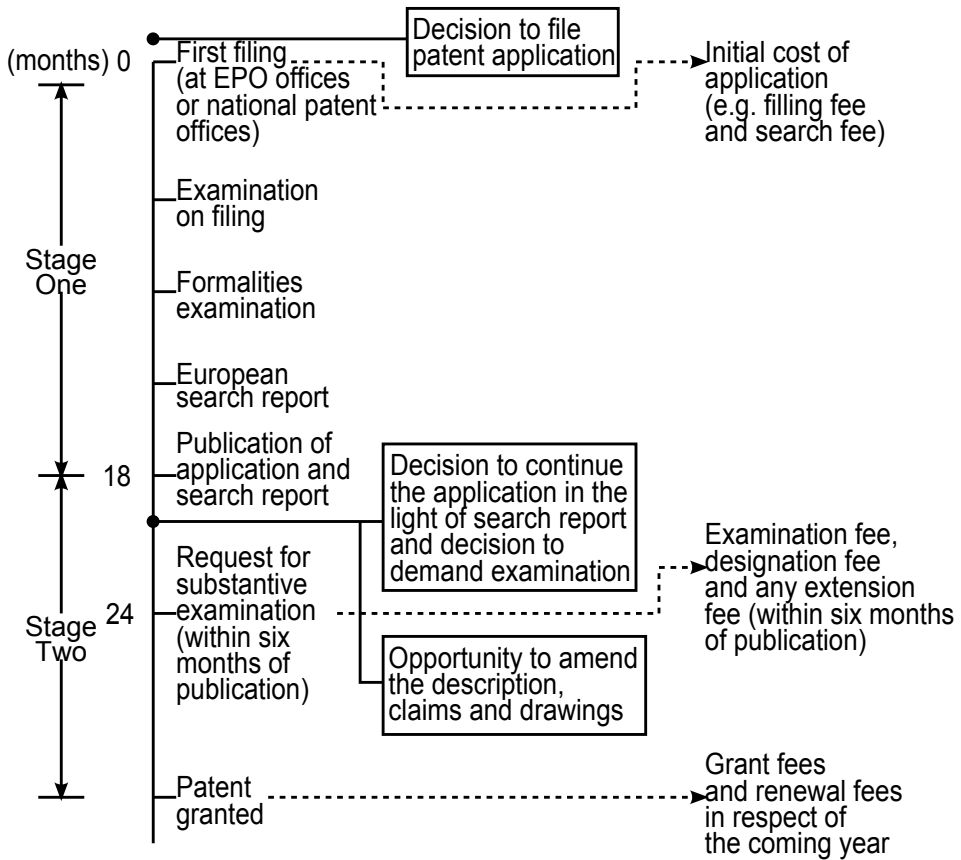 Decision to file
patent application
(months) 0
First filing
(at EPO offices
or national patent
offices)
Initial cost of
application
(e.g. filling fee
and search fee)
Examination
on filing
Stage
One
Formalities
examination
European
search report
18
Publication of
application and
search report
Decision to continue
the application in the
light of search report
and decision to
demand examination
Stage
Two
24
Request for
substantive
examination
(within six
months of
publication)
Examination fee,
designation fee
and any extension
fee (within six months
of publication)
Opportunity to amend
the description,
claims and drawings
Patent
granted
Grant fees
and renewal fees
in respect of
the coming year